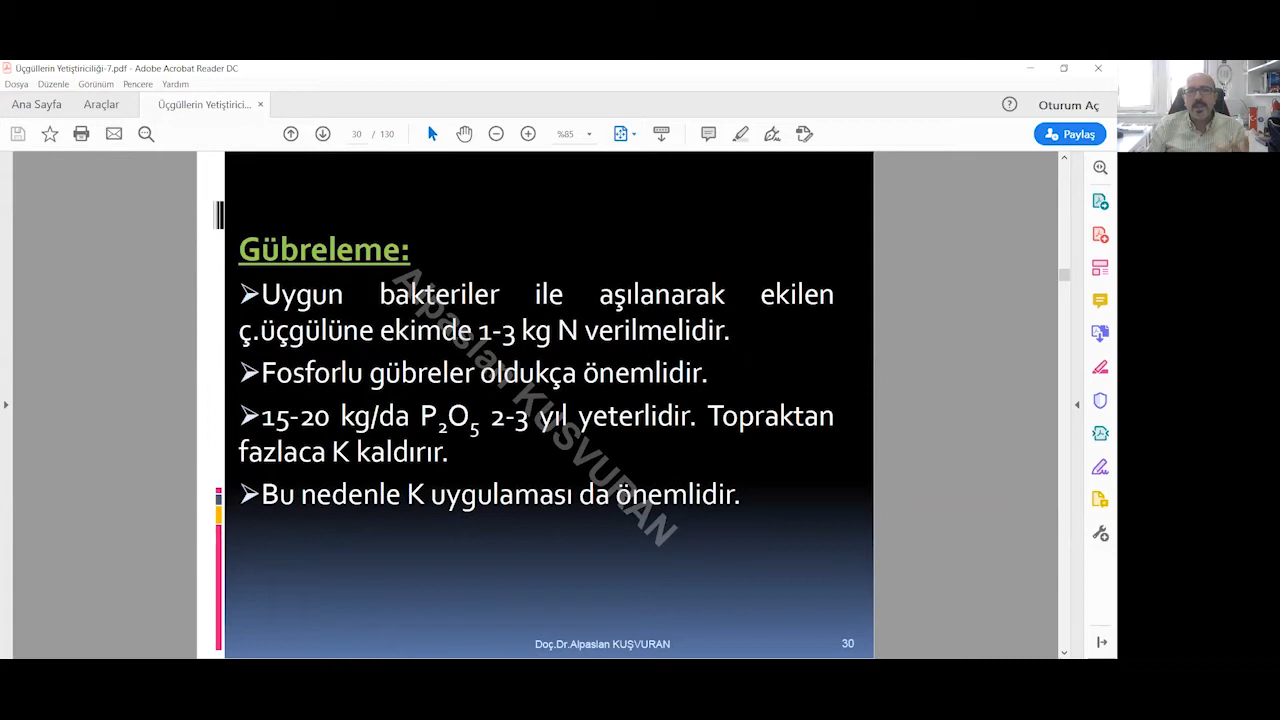 Üçgüllerin Yetiştiriciliği-7.pdf - Adobe Acrobat Reader DC
Dosya Düzenle Görünüm Pencere Yardım
Ana Sayfa Araçlar Üçgüllerin Yetiştirici... × Oturum Aç
30 / 130 %85 Paylaş
Gübreleme:
➢Uygun bakteriler ile aşılanarak ekilen
ç.üçgülüne ekimde 1-3 kg N verilmelidir.
➢Fosforlu gübreler oldukça önemlidir.
➢15-20 kg/da P₂O₅ 2-3 yıl yeterlidir. Topraktan
fazlaca K kaldırır.
➢Bu nedenle K uygulaması da önemlidir.
Alpaslan KUŞVURAN
Doç.Dr.Alpaslan KUŞVURAN 30